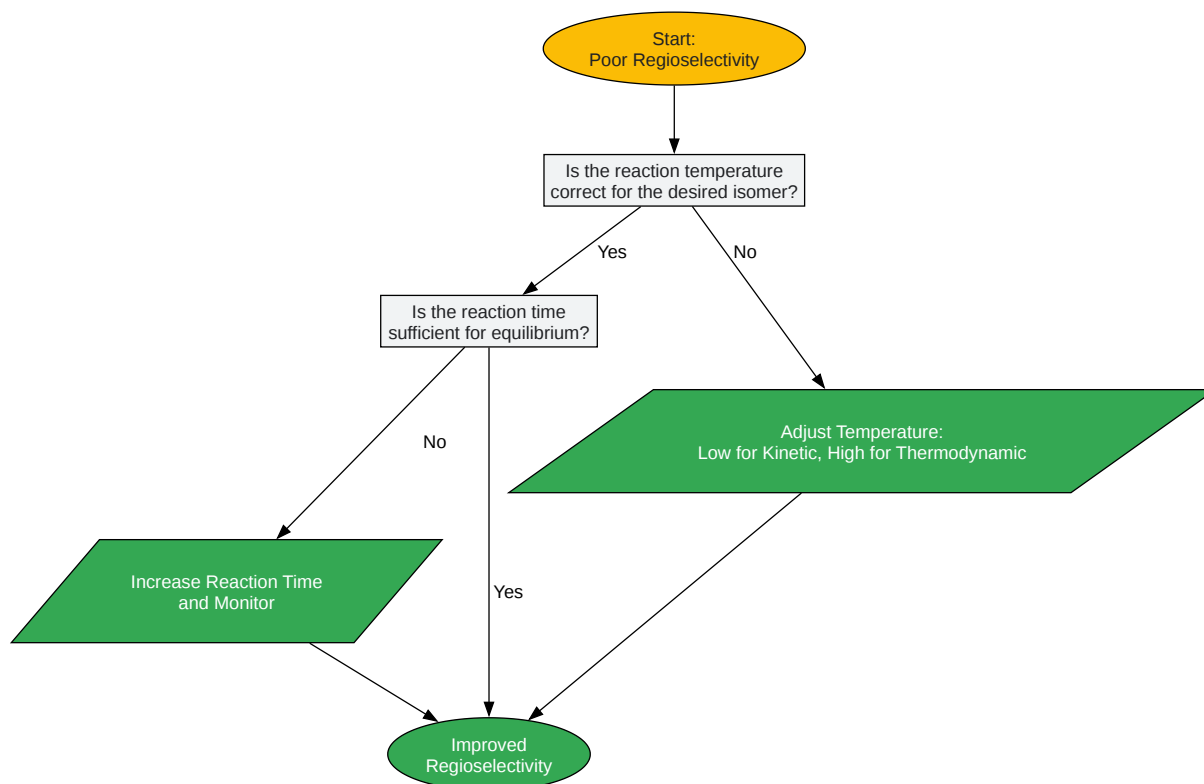 Start:
Poor Regioselectivity
Is the reaction temperature
correct for the desired isomer?
Yes
No
Is the reaction time
sufficient for equilibrium?
No
Adjust Temperature:
Low for Kinetic, High for Thermodynamic
Increase Reaction Time
and Monitor
Yes
Improved
Regioselectivity